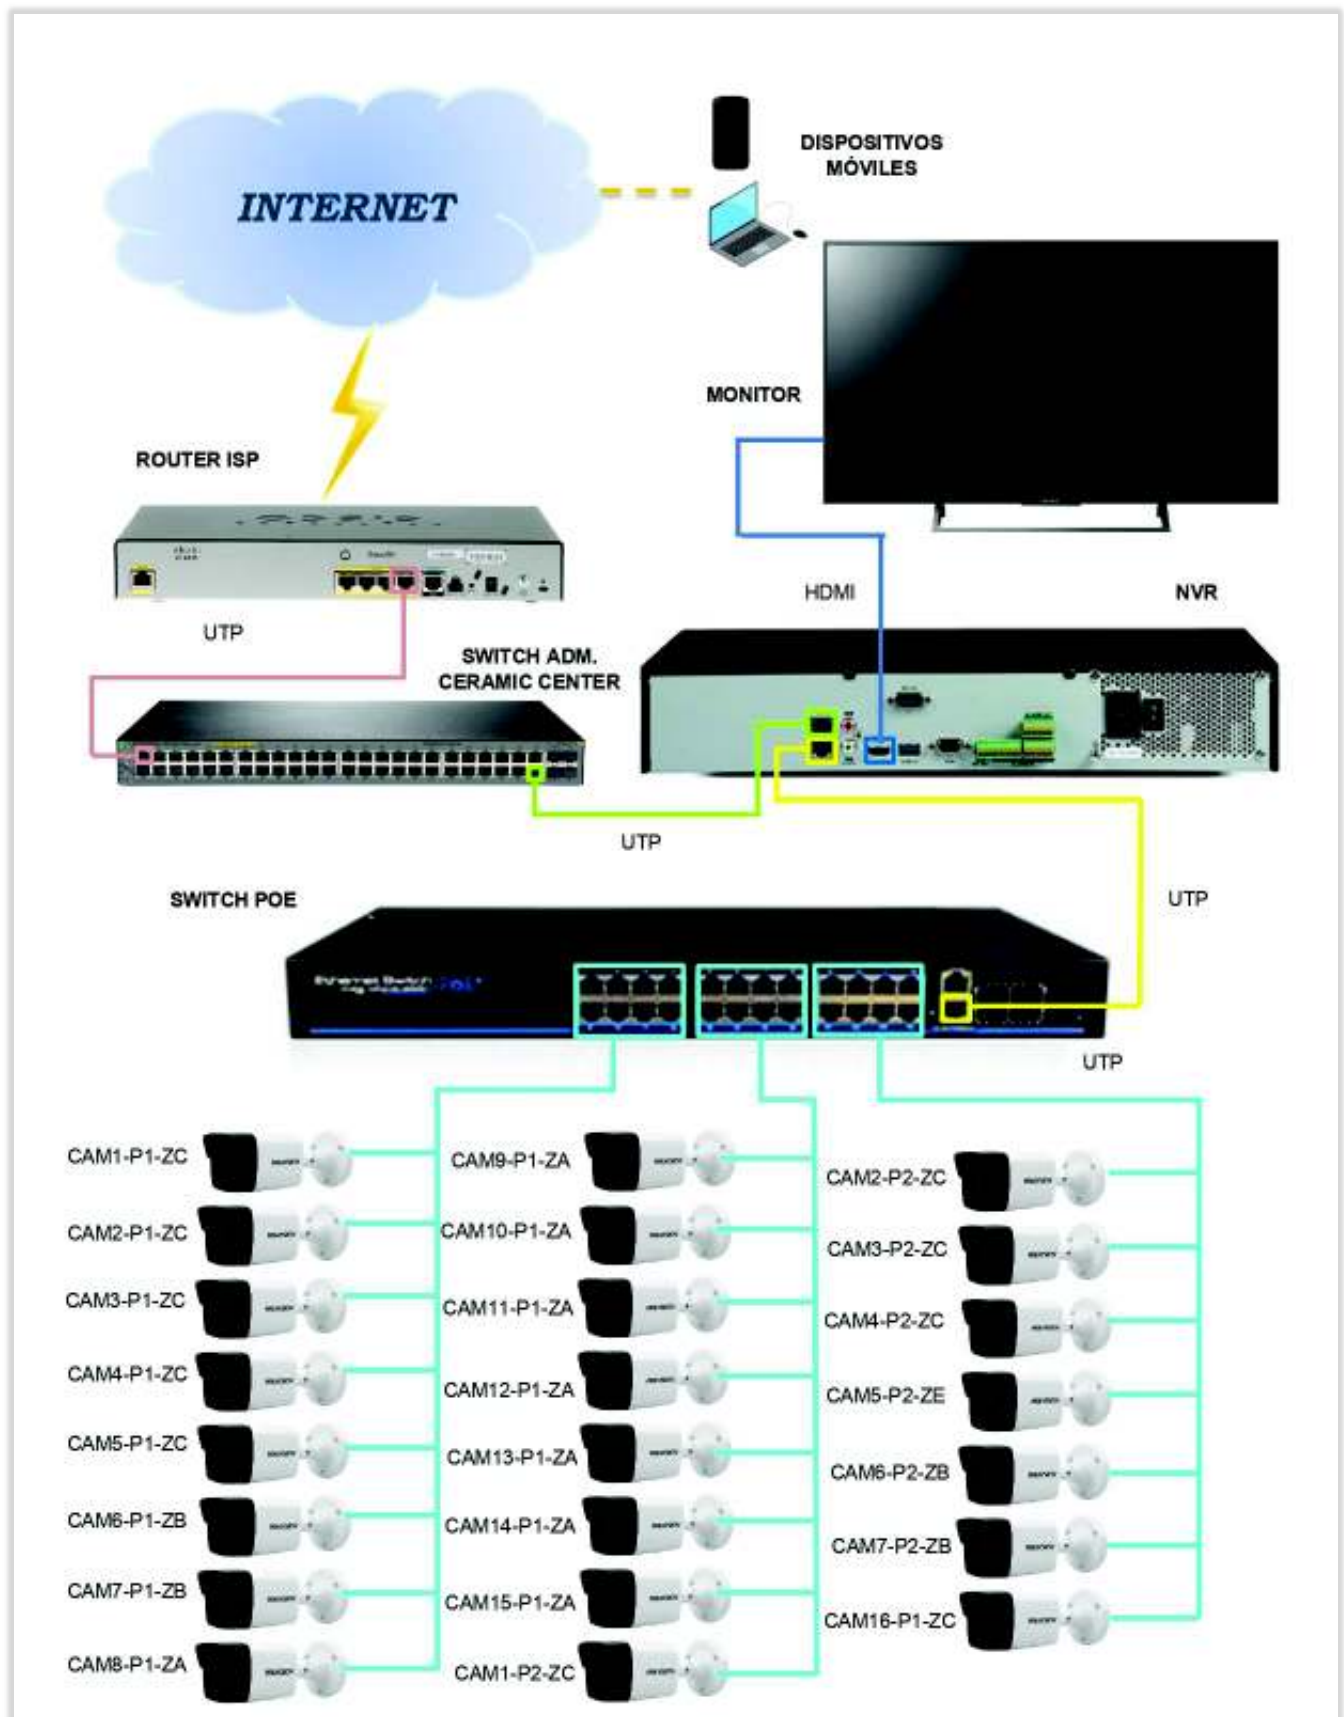 INTERNET
DISPOSITIVOS
MÓVILES
MONITOR
ROUTER ISP
HDMI
NVR
UTP
SWITCH ADM.
CERAMIC CENTER
UTP
SWITCH POE
UTP
Ethernet Switch
UTP
CAM1-P1-ZC
CAM2-P1-ZC
CAM3-P1-ZC
CAM4-P1-ZC
CAM5-P1-ZC
CAM6-P1-ZB
CAM7-P1-ZB
CAM8-P1-ZA
CAM9-P1-ZA
CAM10-P1-ZA
CAM11-P1-ZA
CAM12-P1-ZA
CAM13-P1-ZA
CAM14-P1-ZA
CAM15-P1-ZA
CAM1-P2-ZC
CAM2-P2-ZC
CAM3-P2-ZC
CAM4-P2-ZC
CAM5-P2-ZE
CAM6-P2-ZB
CAM7-P2-ZB
CAM16-P1-ZC